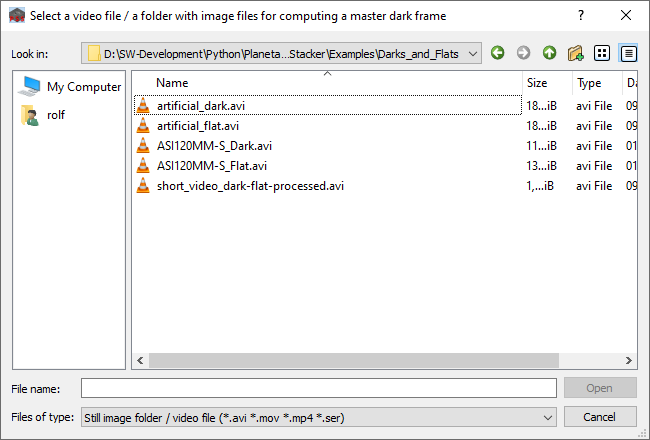 Select a video file / a folder with image files for computing a master dark frame
Look in: D:\SW-Development\Python\Planeta...Stacker\Examples\Darks_and_Flats
My Computer
rolf
Name Size Type Da
artificial_dark.avi 18...iB avi File 09
artificial_flat.avi 18...iB avi File 09
ASI120MM-S_Dark.avi 11...iB avi File 01
ASI120MM-S_Flat.avi 13...iB avi File 01
short_video_dark-flat-processed.avi 1,...iB avi File 09
File name: Open
Files of type: Still image folder / video file (*.avi *.mov *.mp4 *.ser) Cancel